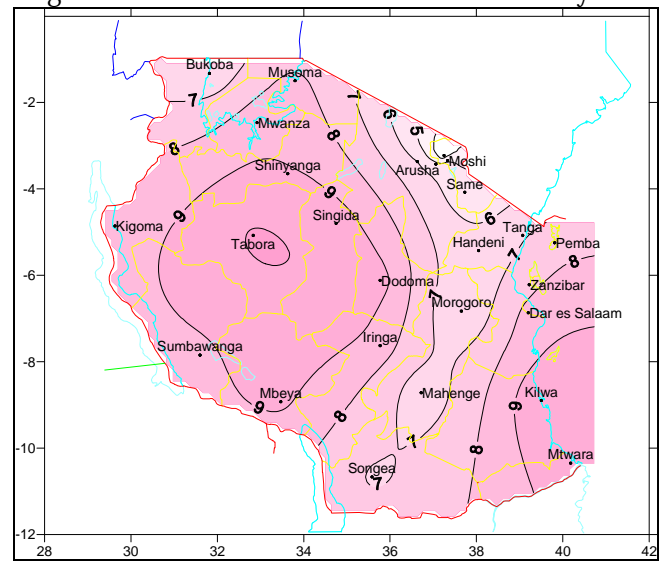 Bukoba
Musoma
7
7
-2
6
5
Mwanza
8
8
Moshi
Shinyanga
Arusha
Same
-4
9
9
6
Kigoma
Singida
Tanga
Tabora
Handeni
Pemba
7
8
-6
Dodoma
Zanzibar
7
Morogoro
Dar es Salaam
Iringa
Sumbawanga
-8
Mbeya
Mahenge
Kilwa
9
9
8
7
8
-10
Mtwara
Songea
7
-12
28 30 32 34 36 38 40 42